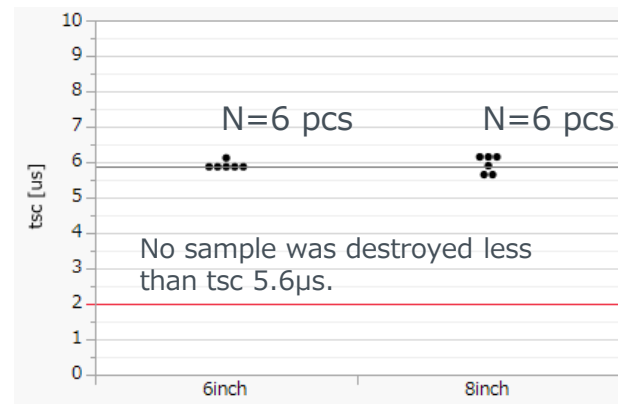 10
9
8
7
6
5
4
3
2
1
0
tsc [us]
N=6 pcs
N=6 pcs
No sample was destroyed less
than tsc 5.6µs.
6inch
8inch